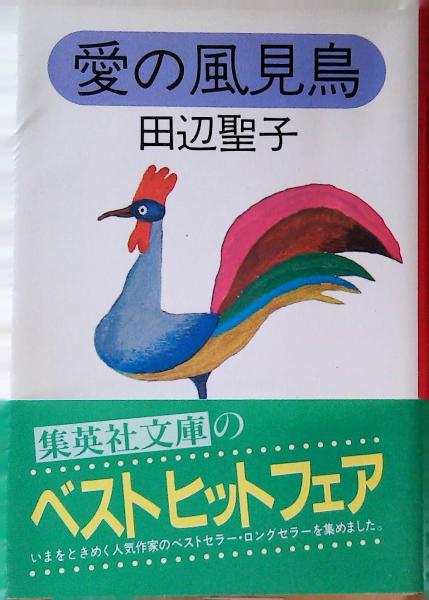 愛の風見鳥
田辺聖子
集英社文庫の
ベストヒットフェア
いまをときめく人気作家のベストセラー・ロングセラーを集めました。